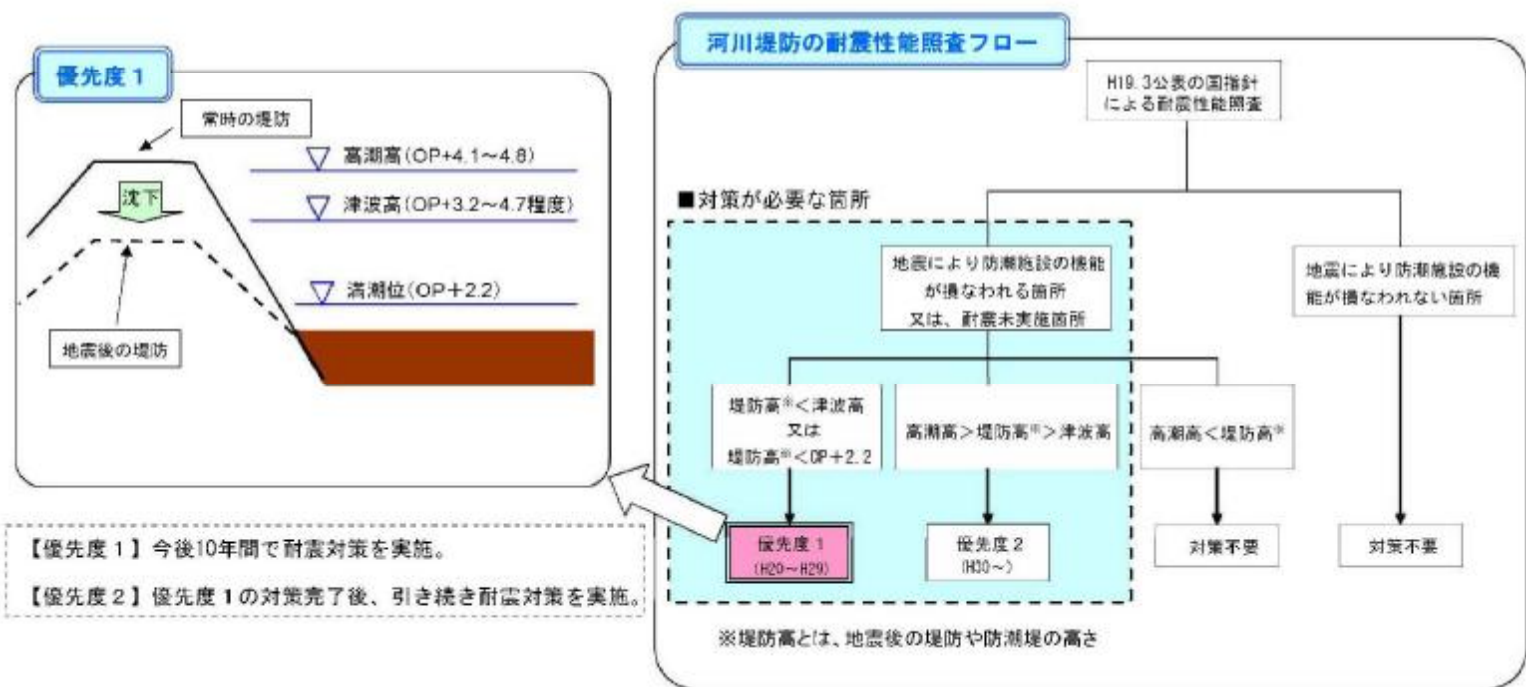 優先度1
常時の堤防
高潮高(OP+4.1～4.8)
沈下
津波高(OP+3.2～4.7程度)
満潮位(OP+2.2)
地震後の堤防
【優先度1】今後10年間で耐震対策を実施。
【優先度2】優先度1の対策完了後、引き続き耐震対策を実施。
河川堤防の耐震性能照査フロー
H19.3公表の国指針
による耐震性能照査
■対策が必要な箇所
地震により防潮施設の機能
が損なわれる箇所
又は、耐震未実施箇所
地震により防潮施設の機
能が損なわれない箇所
堤防高※＜津波高
又は
堤防高※＜OP+2.2
高潮高＞堤防高※＞津波高
高潮高＜堤防高※
優先度1
(H20～H29)
優先度2
(H30～)
対策不要
対策不要
※堤防高とは、地震後の堤防や防潮堤の高さ